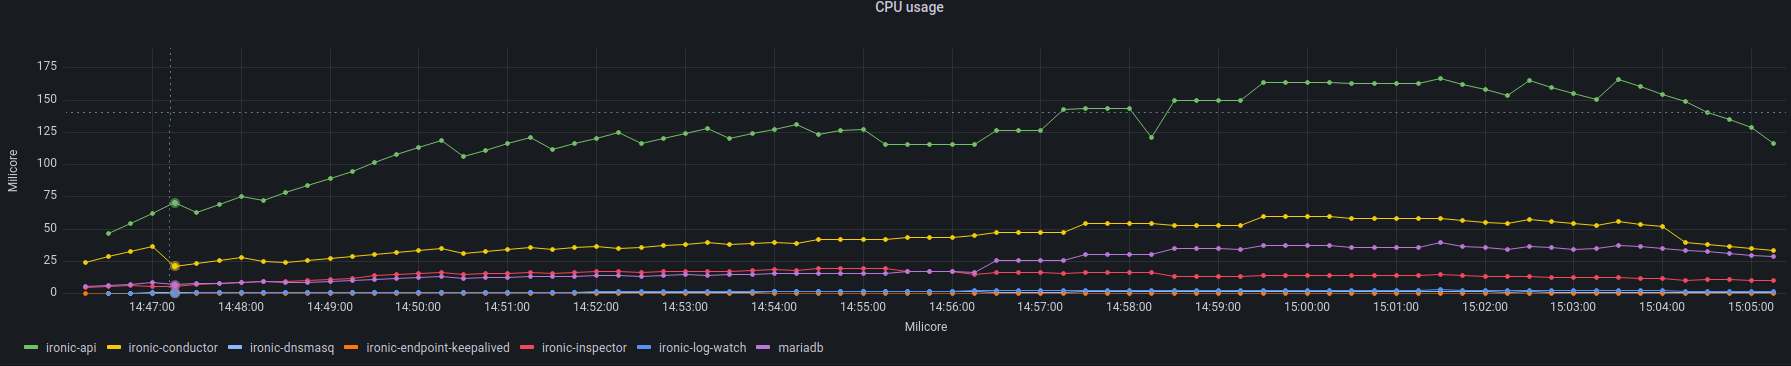 CPU usage
175
150
125
100
75
50
25
0
Milicore
14:47:00 14:48:00 14:49:00 14:50:00 14:51:00 14:52:00 14:53:00 14:54:00 14:55:00 14:56:00 14:57:00 14:58:00 14:59:00 15:00:00 15:01:00 15:02:00 15:03:00 15:04:00 15:05:00
Milicore
ironic-api ironic-conductor ironic-dnsmasq ironic-endpoint-keepalived ironic-inspector ironic-log-watch mariadb